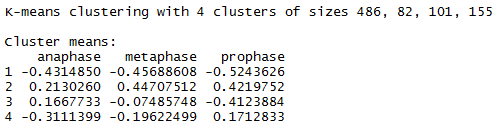 K-means clustering with 4 clusters of sizes 486, 82, 101, 155

Cluster means:
    anaphase   metaphase   prophase
1 -0.4314850 -0.45688608 -0.5243626
2  0.2130260  0.44707512  0.4219752
3  0.1667733 -0.07485748 -0.4123884
4 -0.3111399 -0.19622499  0.1712833